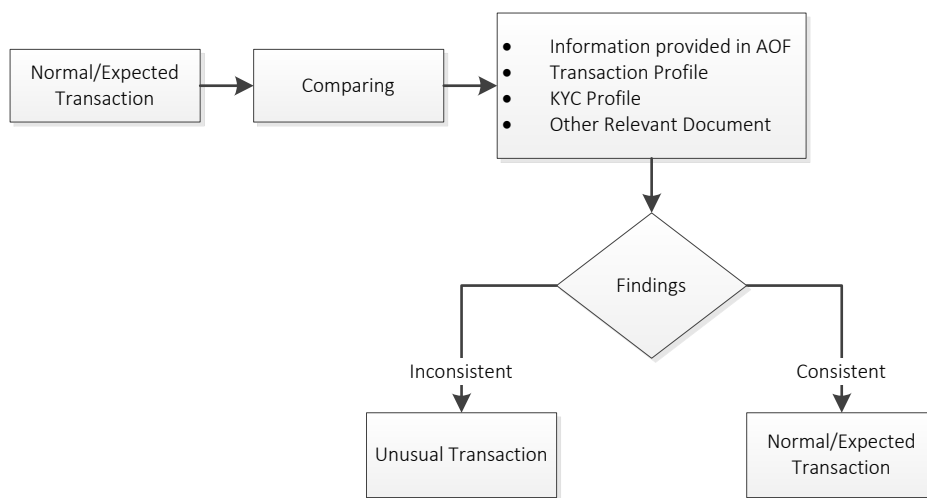 Normal/Expected
Transaction
Comparing
• Information provided in AOF
• Transaction Profile
• KYC Profile
• Other Relevant Document
Findings
Inconsistent
Consistent
Unusual Transaction
Normal/Expected
Transaction